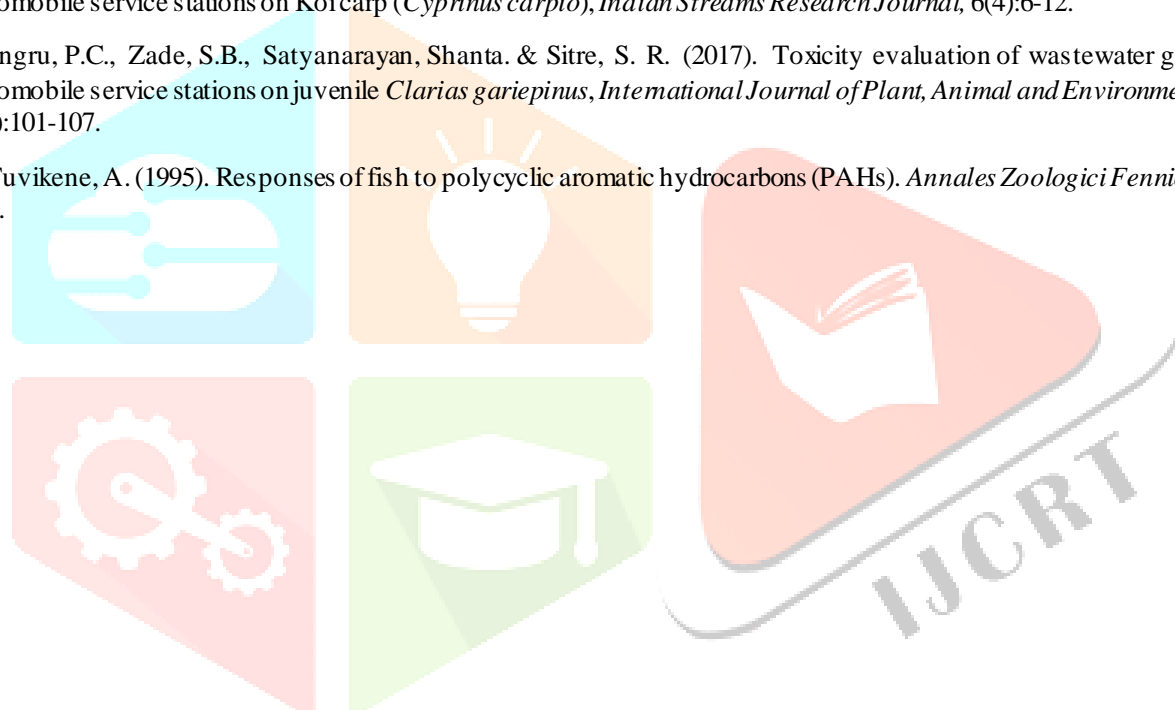 omobile service stations on Koi carp (Cyprinus carpio), Indian Streams Research Journal, 6(4):6-12.
ngru, P.C., Zade, S.B., Satyanarayan, Shanta. & Sitre, S. R. (2017). Toxicity evaluation of wastewater g
omobile service stations on juvenile Clarias gariepinus, International Journal of Plant, Animal and Environme
):101-107.
uvikene, A. (1995). Responses of fish to polycyclic aromatic hydrocarbons (PAHs). Annales Zoologici Fenni
.
IJCRT